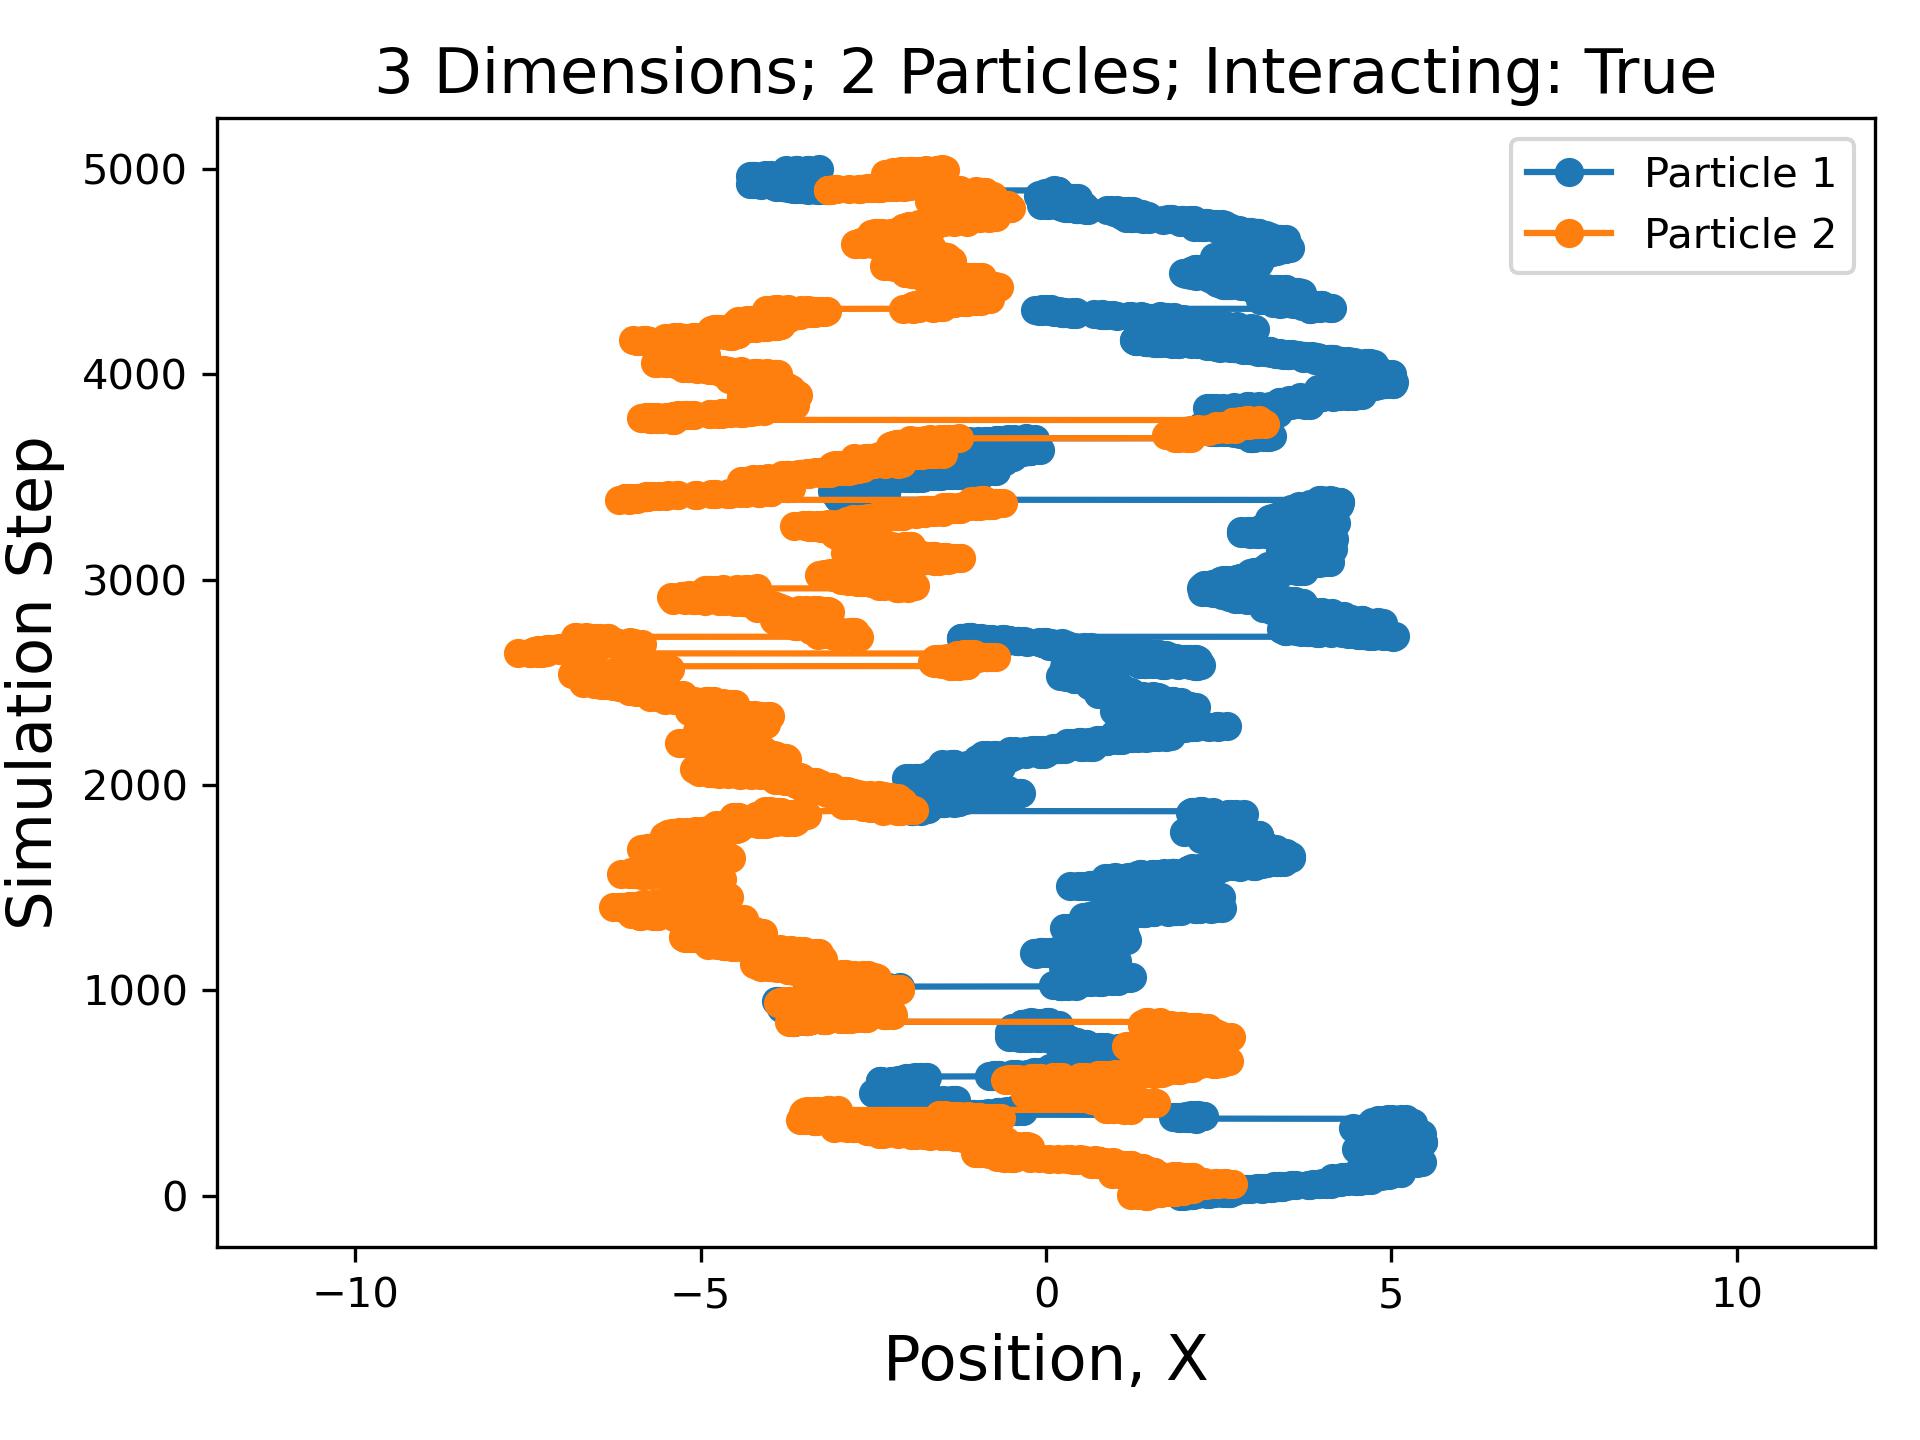 3 Dimensions; 2 Particles; Interacting: True
Particle 1
Particle 2
Simulation Step
5000
4000
3000
2000
1000
0
−10
−5
0
5
10
Position, X